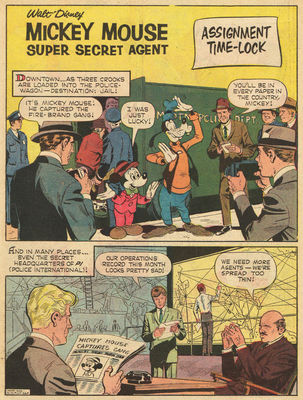 Walt Disney
MICKEY MOUSE
SUPER SECRET AGENT
ASSIGNMENT
TIME-LOCK
DOWNTOWN...AS THREE CROOKS
ARE LOADED INTO THE POLICE-
WAGON—DESTINATION: JAIL!
IT'S MICKEY MOUSE!
HE CAPTURED THE
FIRE-BRAND GANG!
I WAS
JUST
LUCKY!
YOU'LL BE IN
EVERY PAPER IN
THE COUNTRY,
MICKEY!
DEPT.
AND IN MANY PLACES...
EVEN THE SECRET
HEADQUARTERS OF PI
(POLICE INTERNATIONAL)!
OUR OPERATIONS
RECORD THIS MONTH
LOOKS PRETTY SAD!
WE NEED MORE
AGENTS — WE'RE
SPREAD TOO
THIN!
MICKEY MOUSE
CAPTURES GANG